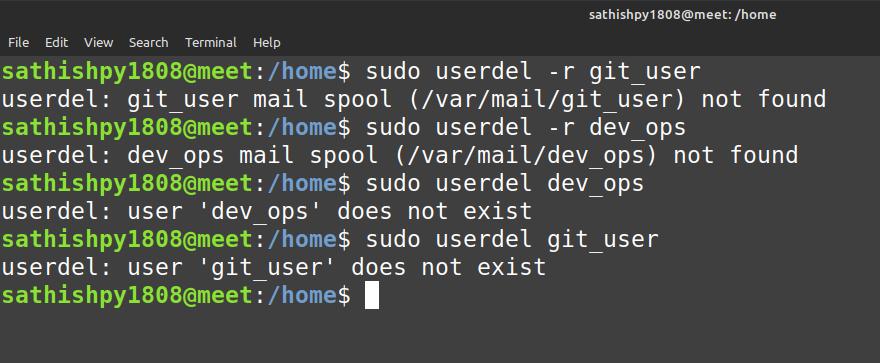 sathishpy1808@meet: /home
File Edit View Search Terminal Help
sathishpy1808@meet:/home$ sudo userdel -r git_user
userdel: git_user mail spool (/var/mail/git_user) not found
sathishpy1808@meet:/home$ sudo userdel -r dev_ops
userdel: dev_ops mail spool (/var/mail/dev_ops) not found
sathishpy1808@meet:/home$ sudo userdel dev_ops
userdel: user 'dev_ops' does not exist
sathishpy1808@meet:/home$ sudo userdel git_user
userdel: user 'git_user' does not exist
sathishpy1808@meet:/home$